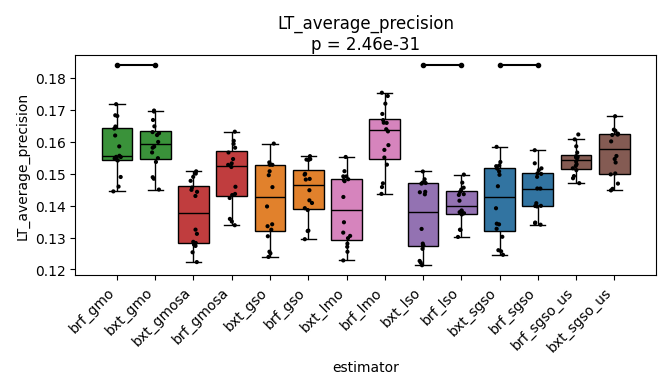 LT_average_precision
p = 2.46e-31
LT_average_precision
0.18
0.17
0.16
0.15
0.14
0.13
0.12
brf_gmo
bxt_gmo
bxt_gmosa
brf_gmosa
bxt_gso
brf_gso
bxt_lmo
brf_lmo
bxt_lso
brf_lso
bxt_sgso
brf_sgso
brf_sgso_us
bxt_sgso_us
estimator